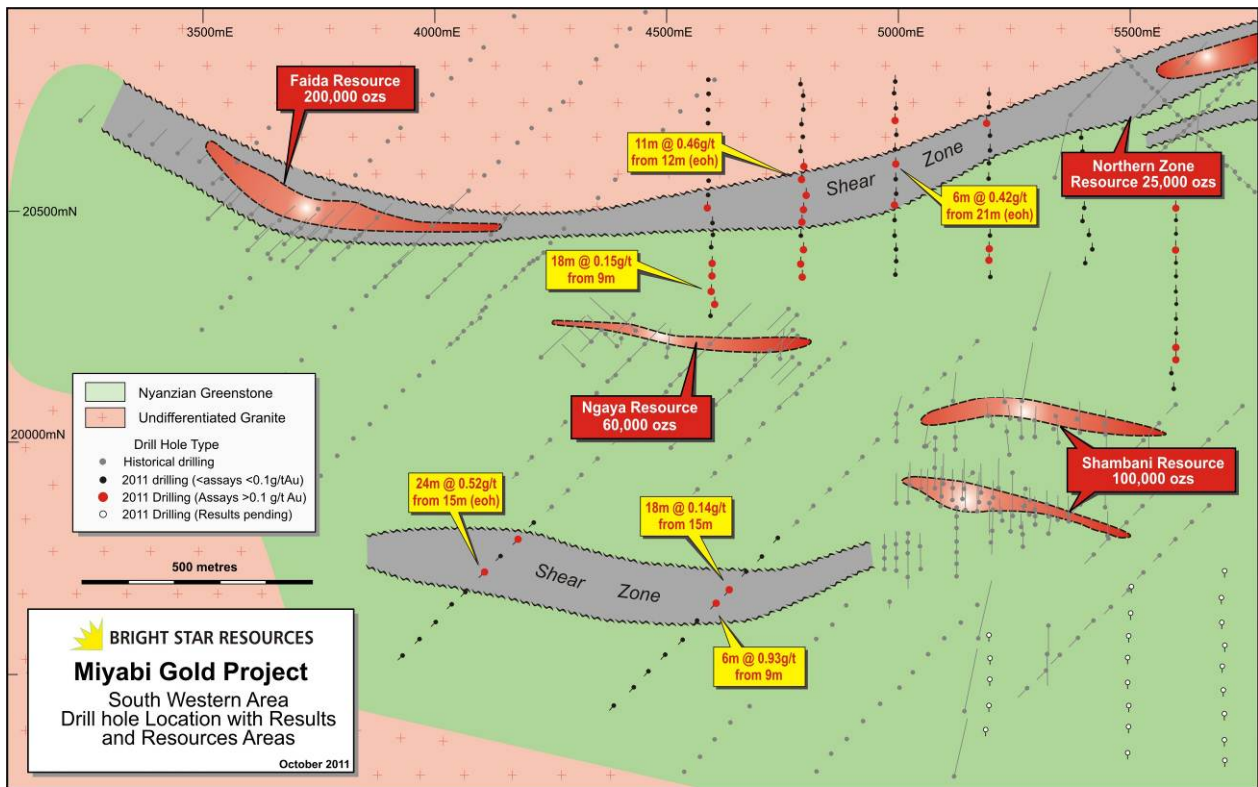 3500mE
4000mE
4500mE
5000mE
5500mE
Faida Resource
200,000 ozs
11m @ 0.46g/t
from 12m (eoh)
Shear
Zone
Northern Zone
Resource 25,000 ozs
6m @ 0.42g/t
from 21m (eoh)
20500mN
18m @ 0.15g/t
from 9m
Nyanzian Greenstone
Undifferentiated Granite
Drill Hole Type
Historical drilling
2011 drilling (<assays <0.1g/tAu)
2011 Drilling (Assays >0.1 g/t Au)
2011 Drilling (Results pending)
Ngaya Resource
60,000 ozs
20000mN
Shambani Resource
100,000 ozs
24m @ 0.52g/t
from 15m (eoh)
18m @ 0.14g/t
from 15m
500 metres
Shear
Zone
6m @ 0.93g/t
from 9m
BRIGHT STAR RESOURCES
Miyabi Gold Project
South Western Area
Drill hole Location with Results
and Resources Areas
October 2011